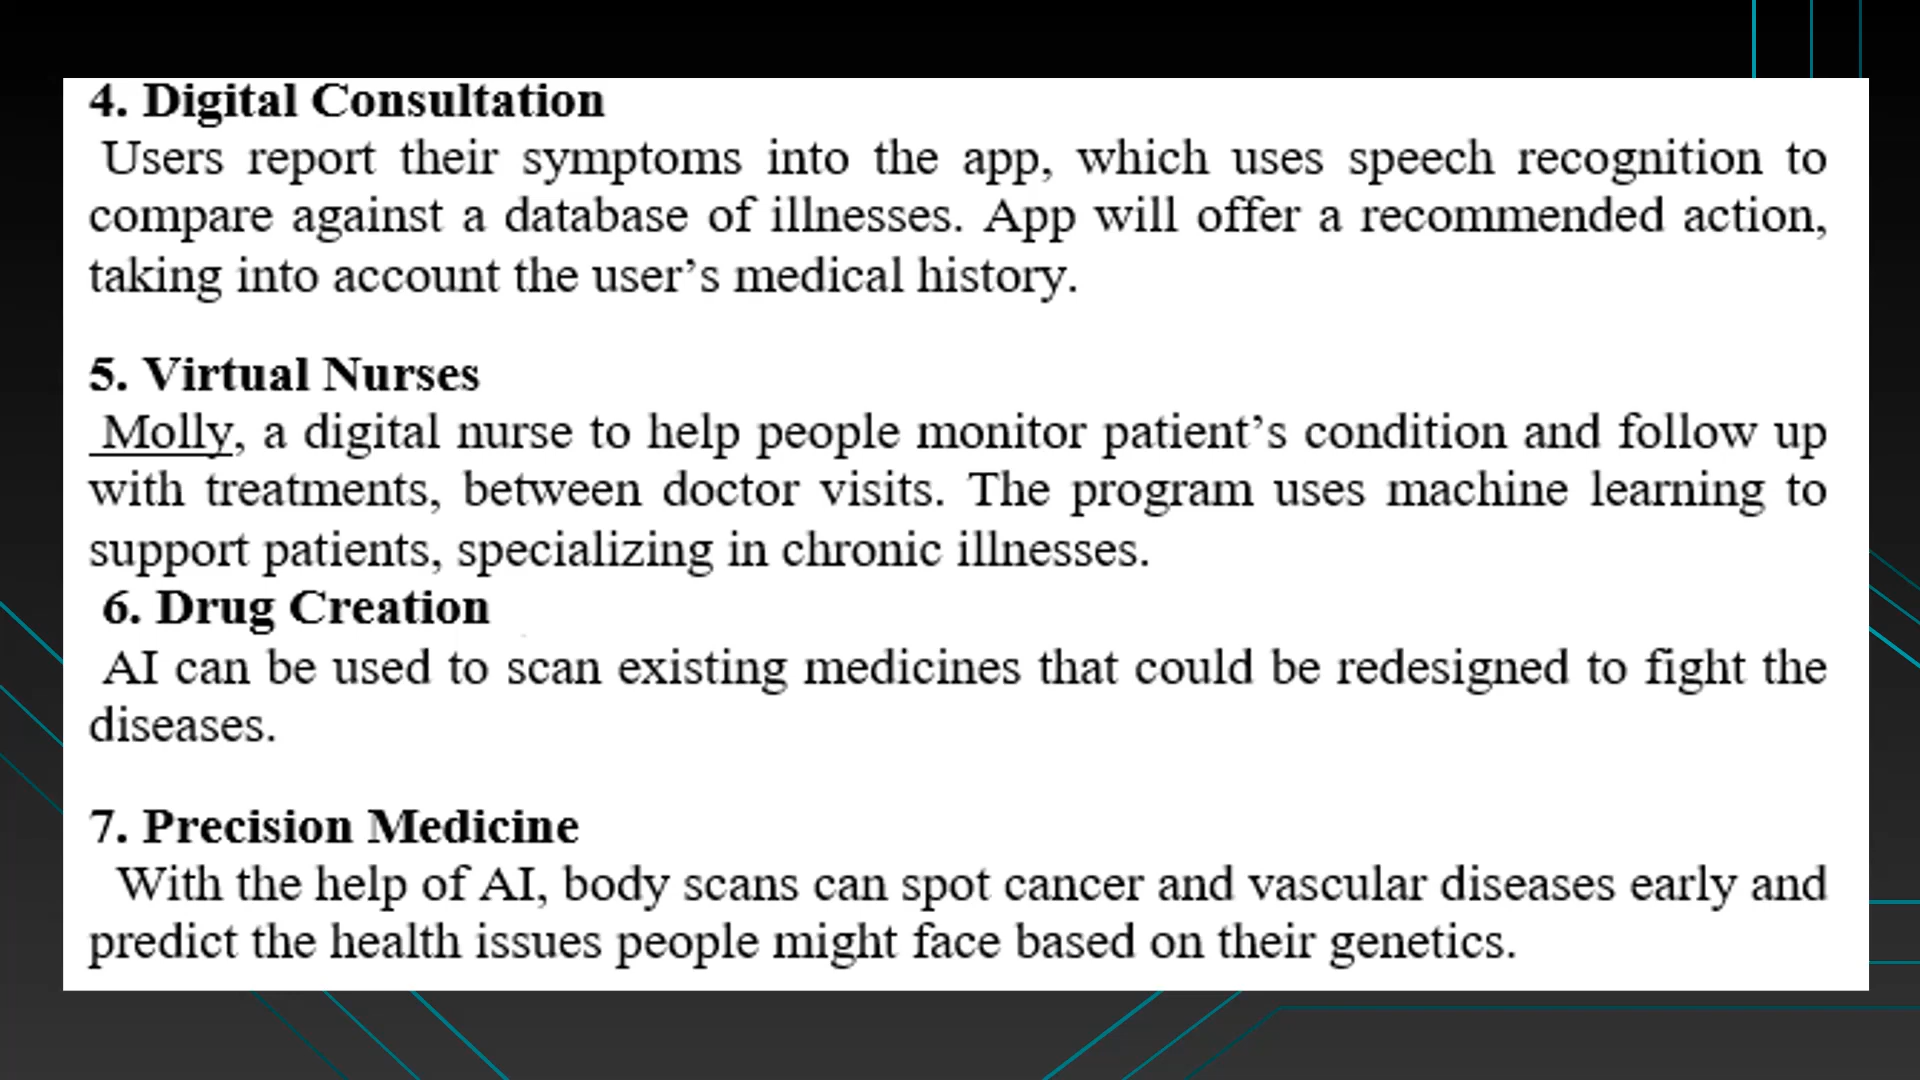 4. Digital Consultation
Users report their symptoms into the app, which uses speech recognition to
compare against a database of illnesses. App will offer a recommended action,
taking into account the user’s medical history.
5. Virtual Nurses
Molly, a digital nurse to help people monitor patient’s condition and follow up
with treatments, between doctor visits. The program uses machine learning to
support patients, specializing in chronic illnesses.
6. Drug Creation
AI can be used to scan existing medicines that could be redesigned to fight the
diseases.
7. Precision Medicine
With the help of AI, body scans can spot cancer and vascular diseases early and
predict the health issues people might face based on their genetics.